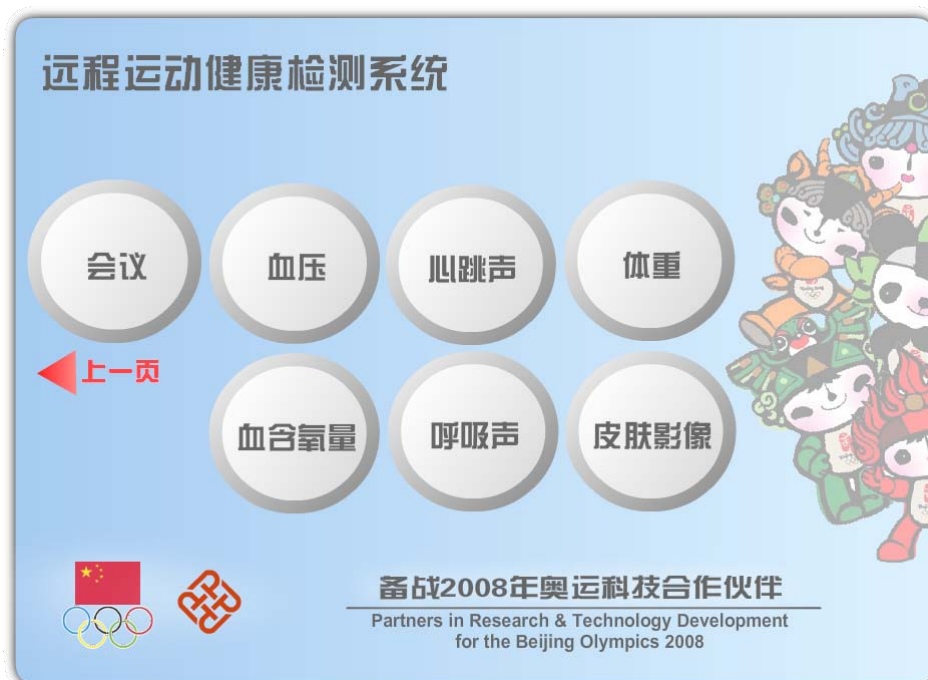 远程运动健康检测系统
会议
血压
心跳声
体重
上一页
血含氧量
呼吸声
皮肤影像
备战2008年奥运科技合作伙伴
Partners in Research & Technology Development
for the Beijing Olympics 2008